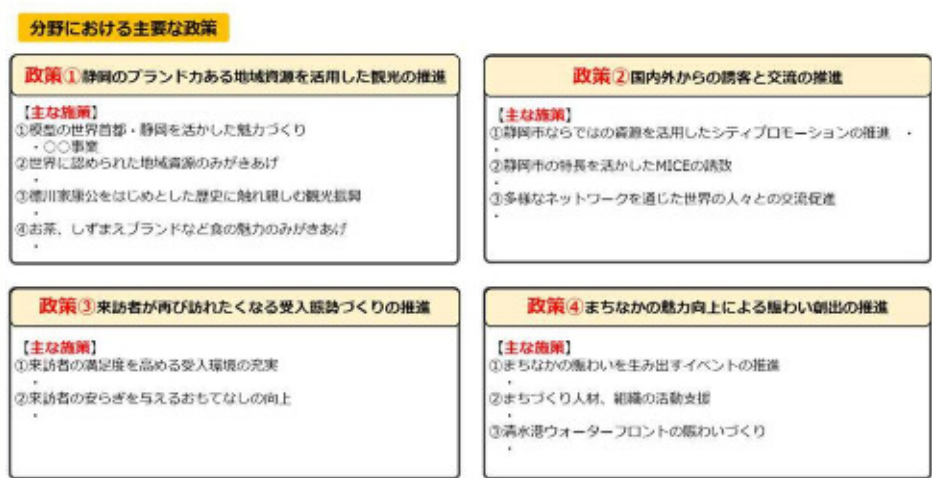 分野における主要な政策
政策①静岡のブランド力ある地域資源を活用した観光の推進
【主な施策】
①模型の世界首都・静岡を活かした魅力づくり
・〇〇事業
②世界に認められた地域資源のみがきあげ
・
③徳川家康公をはじめとした歴史に触れ親しむ観光振興
・
④お茶、しずまえブランドなど食の魅力のみがきあげ
・
政策②国内外からの誘客と交流の推進
【主な施策】
①静岡市ならではの資源を活用したシティプロモーションの推進 ・
・
②静岡市の特長を活かしたMICEの誘致
・
③多様なネットワークを通じた世界の人々との交流促進
・
政策③来訪者が再び訪れたくなる受入態勢づくりの推進
【主な施策】
①来訪者の満足度を高める受入環境の充実
・
②来訪者の安らぎを与えるおもてなしの向上
・
政策④まちなかの魅力向上による賑わい創出の推進
【主な施策】
①まちなかの賑わいを生み出すイベントの推進
・
②まちづくり人材、組織の活動支援
・
③清水港ウォーターフロントの賑わいづくり
・